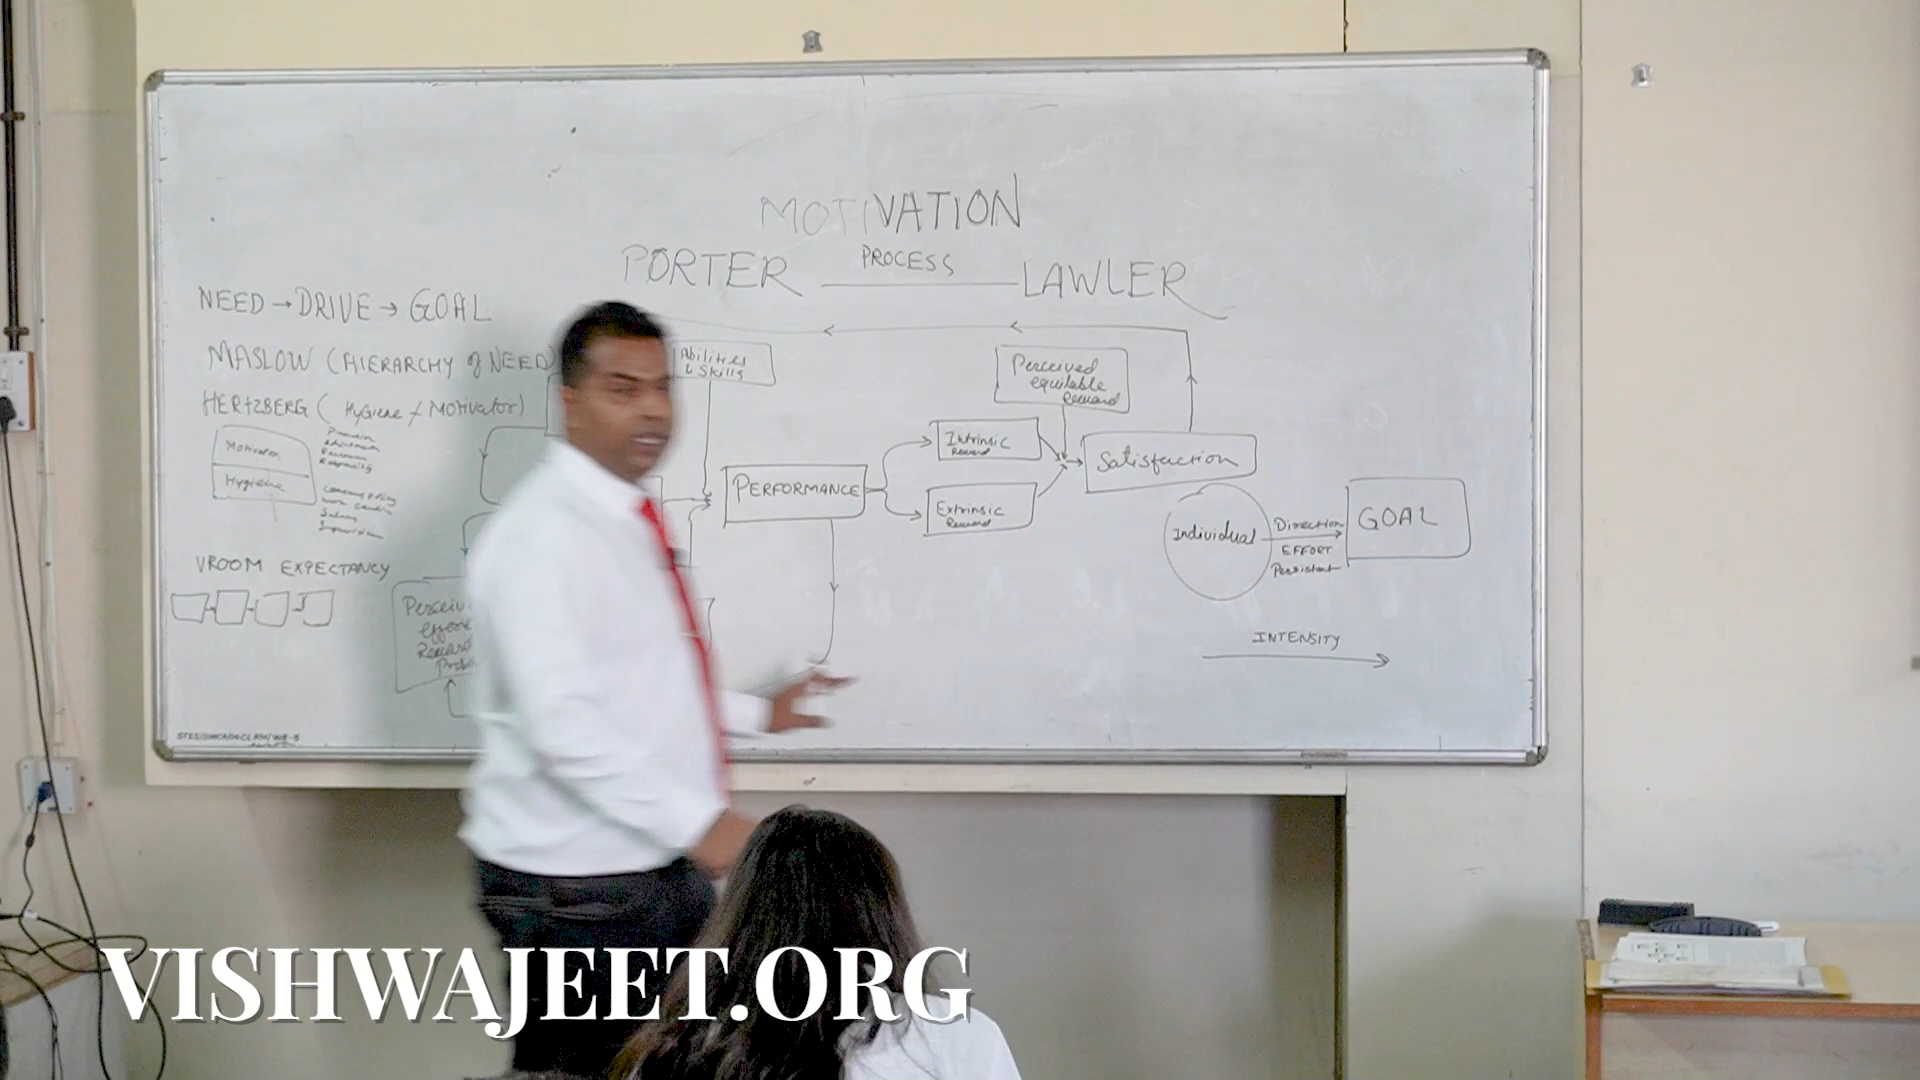 MOTIVATION
PORTER PROCESS LAWLER
NEED → DRIVE → GOAL
MASLOW (HIERARCHY of NEED)
HERTZBERG ( Hygiene / Motivator)
Motivator
Hygiene
Salary
VROOM EXPECTANCY
Abilities
& Skills
PERFORMANCE
Intrinsic
Reward
Extrinsic
Reward
Perceived
equitable
Reward
Satisfaction
Individual
Direction
EFFORT
Persistent
GOAL
INTENSITY
VISHWAJEET.ORG